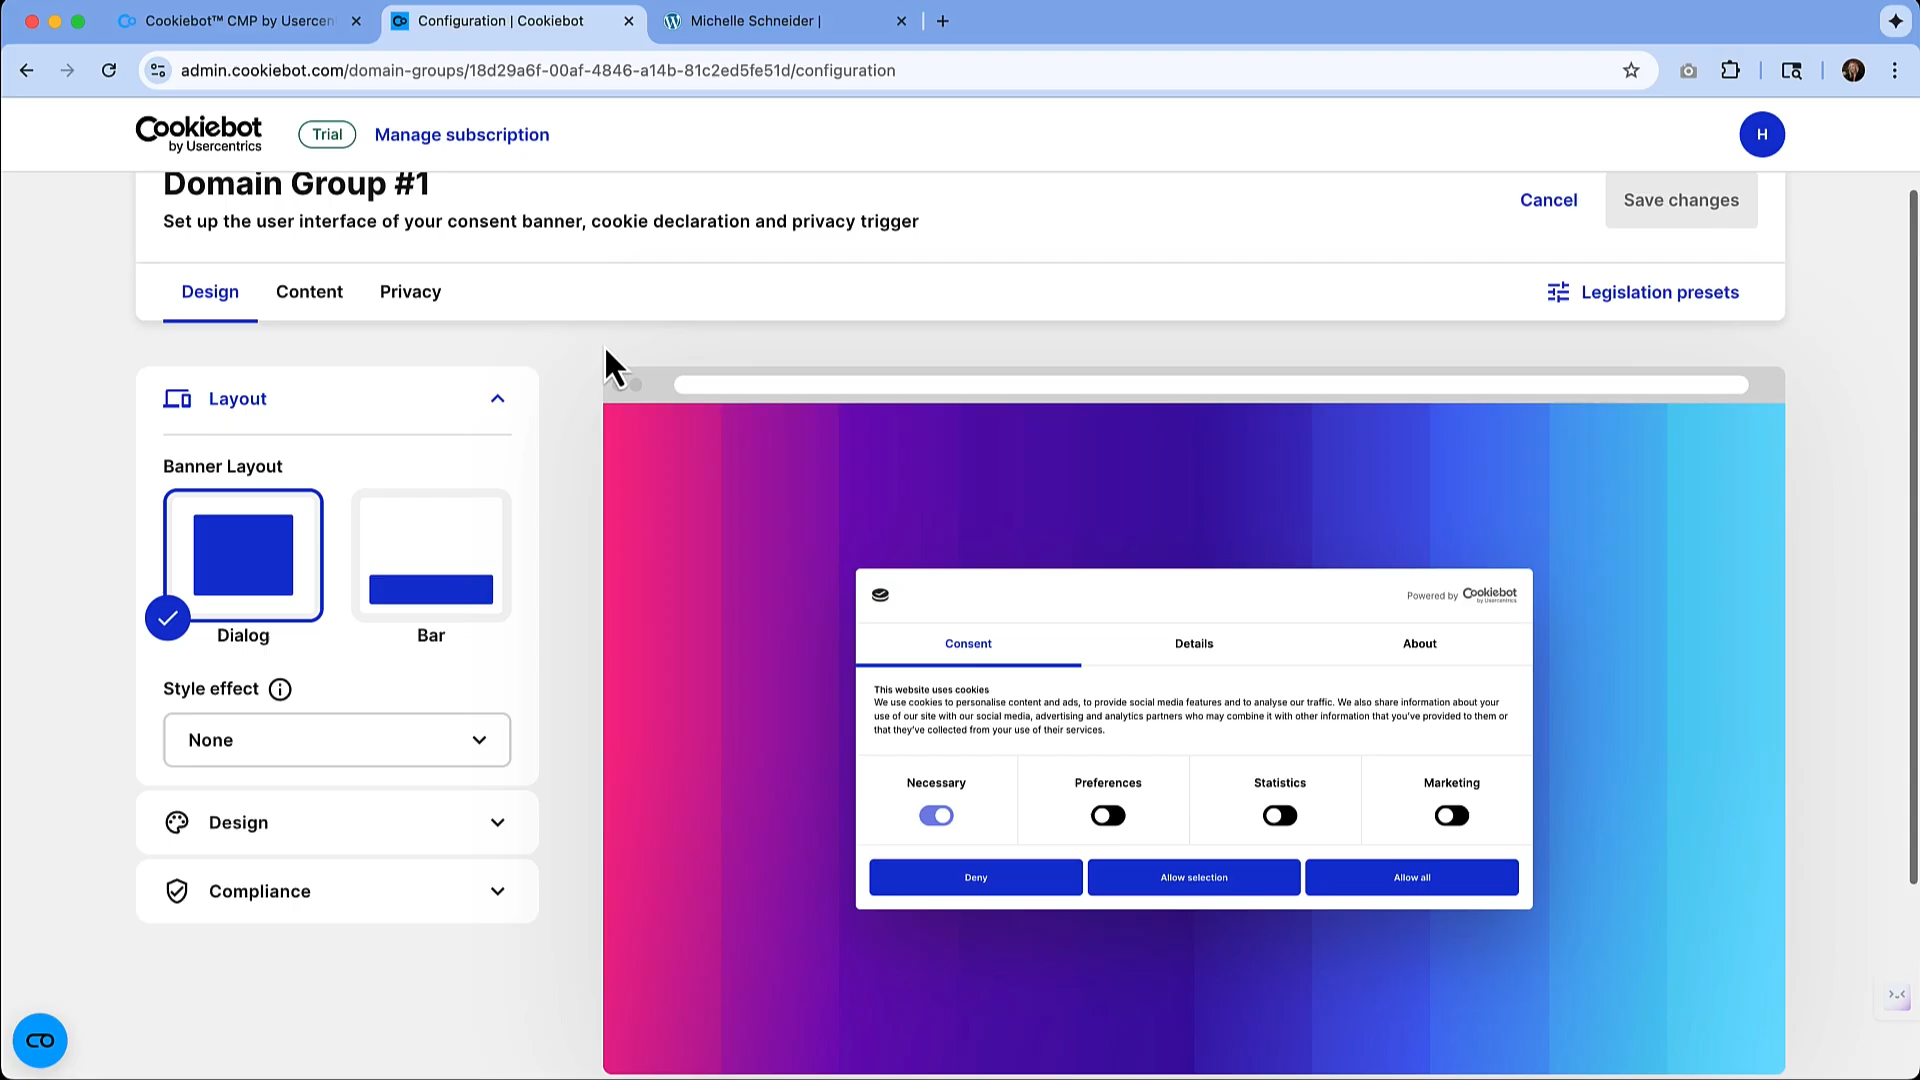 Cookiebot™ CMP by Usercen
Configuration | Cookiebot
Michelle Schneider |
admin.cookiebot.com/domain-groups/18d29a6f-00af-4846-a14b-81c2ed5fe51d/configuration
Cookiebot
by Usercentrics
Trial
Manage subscription
H
Domain Group #1
Set up the user interface of your consent banner, cookie declaration and privacy trigger
Cancel
Save changes
Design
Content
Privacy
Legislation presets
Layout
Banner Layout
Dialog
Bar
Style effect
None
Design
Compliance
Powered by Cookiebot
by Usercentrics
Consent
Details
About
This website uses cookies
We use cookies to personalise content and ads, to provide social media features and to analyse our traffic. We also share information about your
use of our site with our social media, advertising and analytics partners who may combine it with other information that you've provided to them or
that they've collected from your use of their services.
Necessary
Preferences
Statistics
Marketing
Deny
Allow selection
Allow all